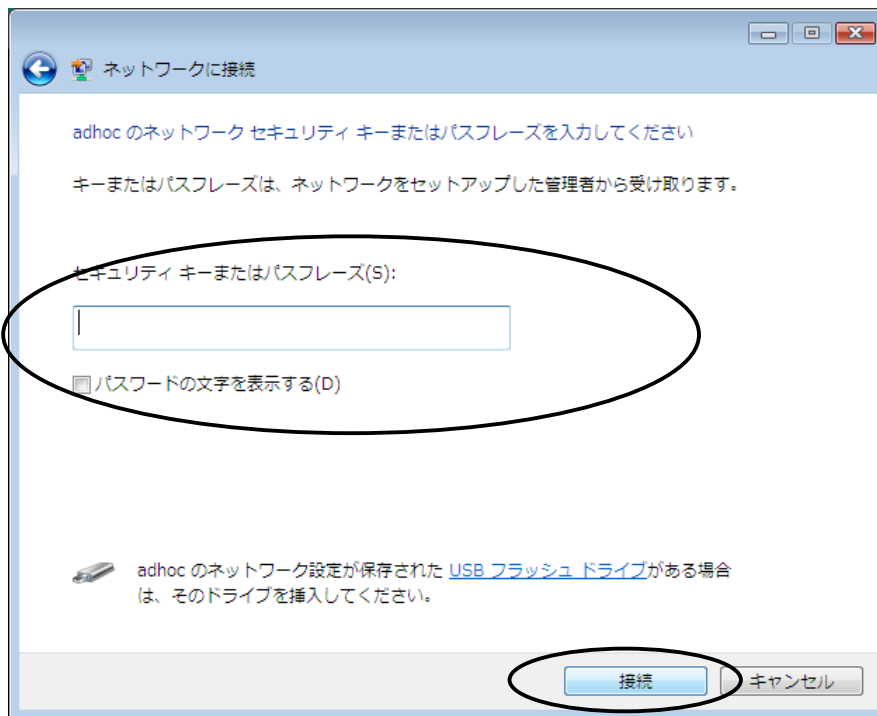 ネットワークに接続
adhoc のネットワーク セキュリティ キーまたはパスフレーズを入力してください
キーまたはパスフレーズは、ネットワークをセットアップした管理者から受け取ります。
セキュリティ キーまたはパスフレーズ(S):
パスワードの文字を表示する(D)
adhoc のネットワーク設定が保存された USB フラッシュ ドライブがある場合
は、そのドライブを挿入してください。
接続 キャンセル